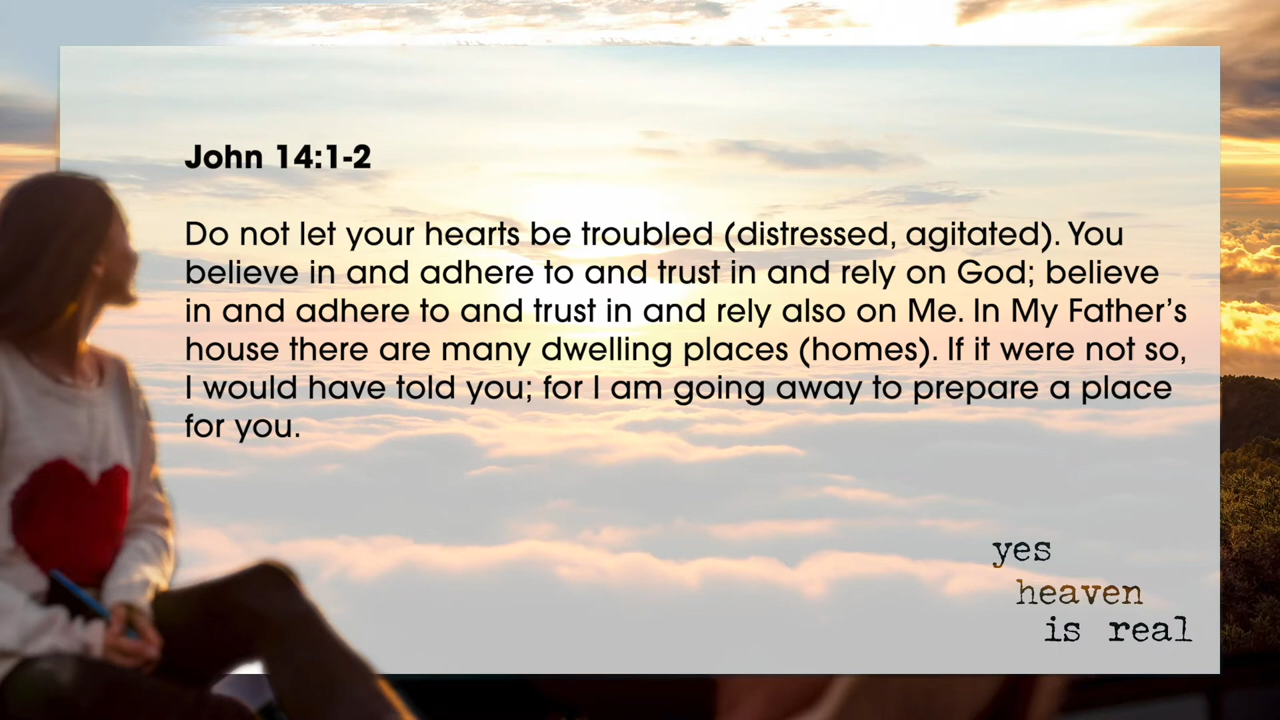 John 14:1-2
Do not let your hearts be troubled (distressed, agitated). You
believe in and adhere to and trust in and rely on God; believe
in and adhere to and trust in and rely also on Me. In My Father’s
house there are many dwelling places (homes). If it were not so,
I would have told you; for I am going away to prepare a place
for you.
yes
heaven
is real